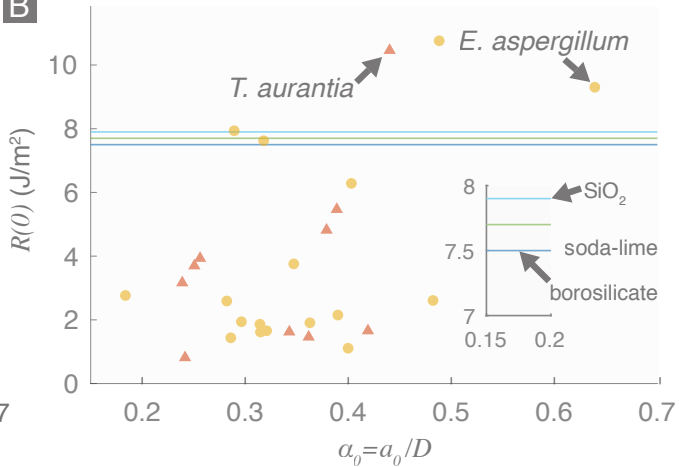 B
R(0) (J/m²)
10
8
6
4
2
0
T. aurantia
E. aspergillum
8
7.5
7
0.15 0.2
SiO₂
soda-lime
borosilicate
7
0.2 0.3 0.4 0.5 0.6 0.7
α₀=a₀/D